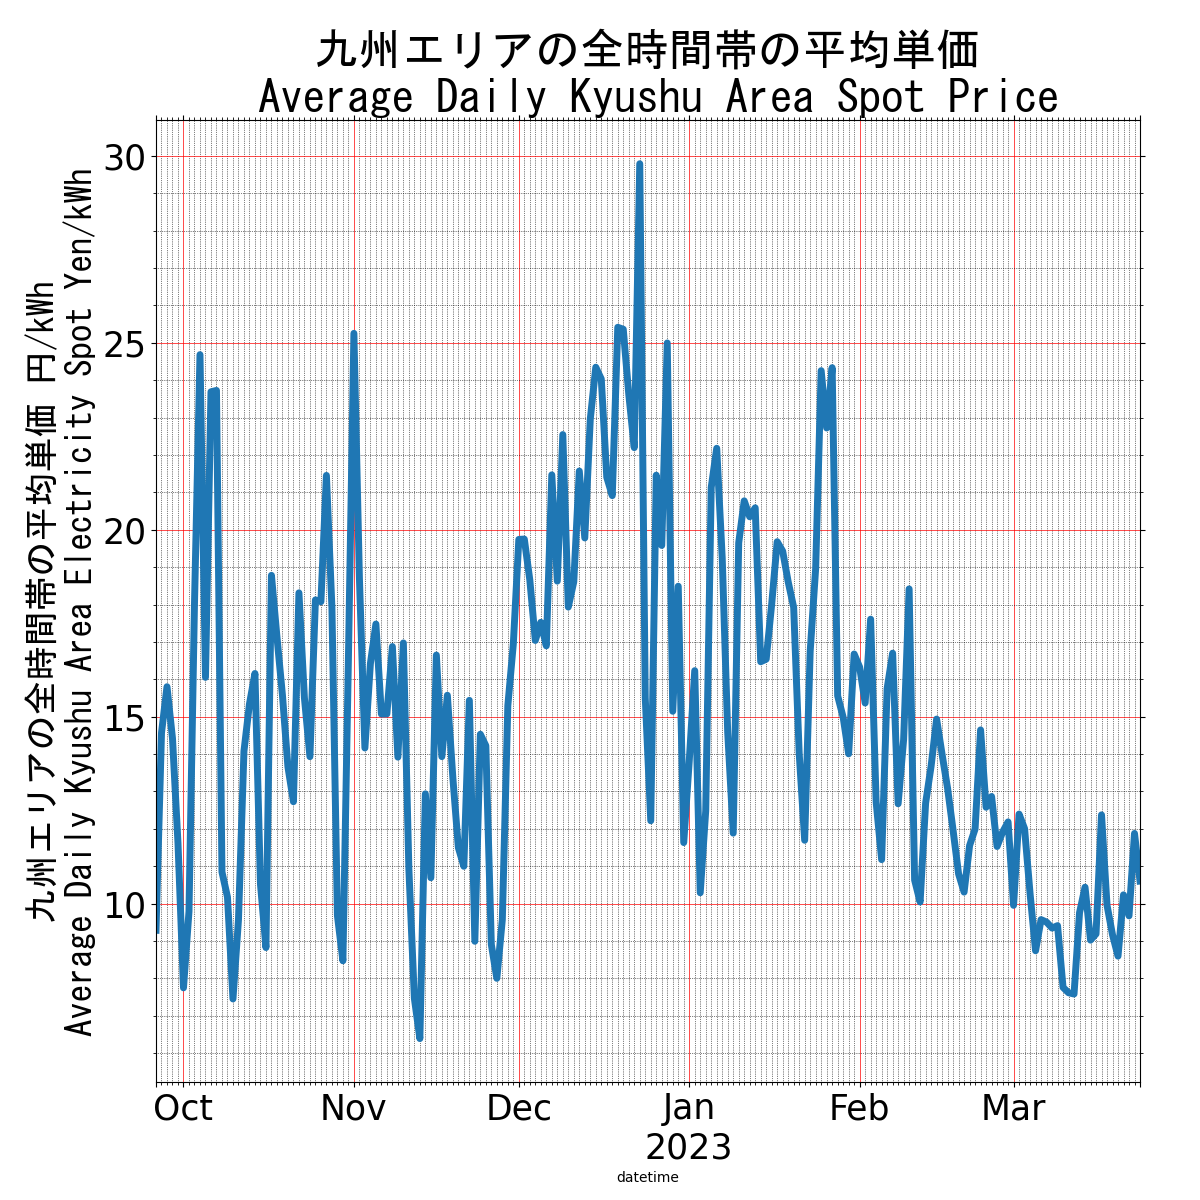 九州エリアの全時間帯の平均単価
Average Daily Kyushu Area Spot Price
九州エリアの全時間帯の平均単価 円/kWh
Average Daily Kyushu Area Electricity Spot Yen/kWh
30
25
20
15
10
Oct Nov Dec Jan Feb Mar
2023
datetime